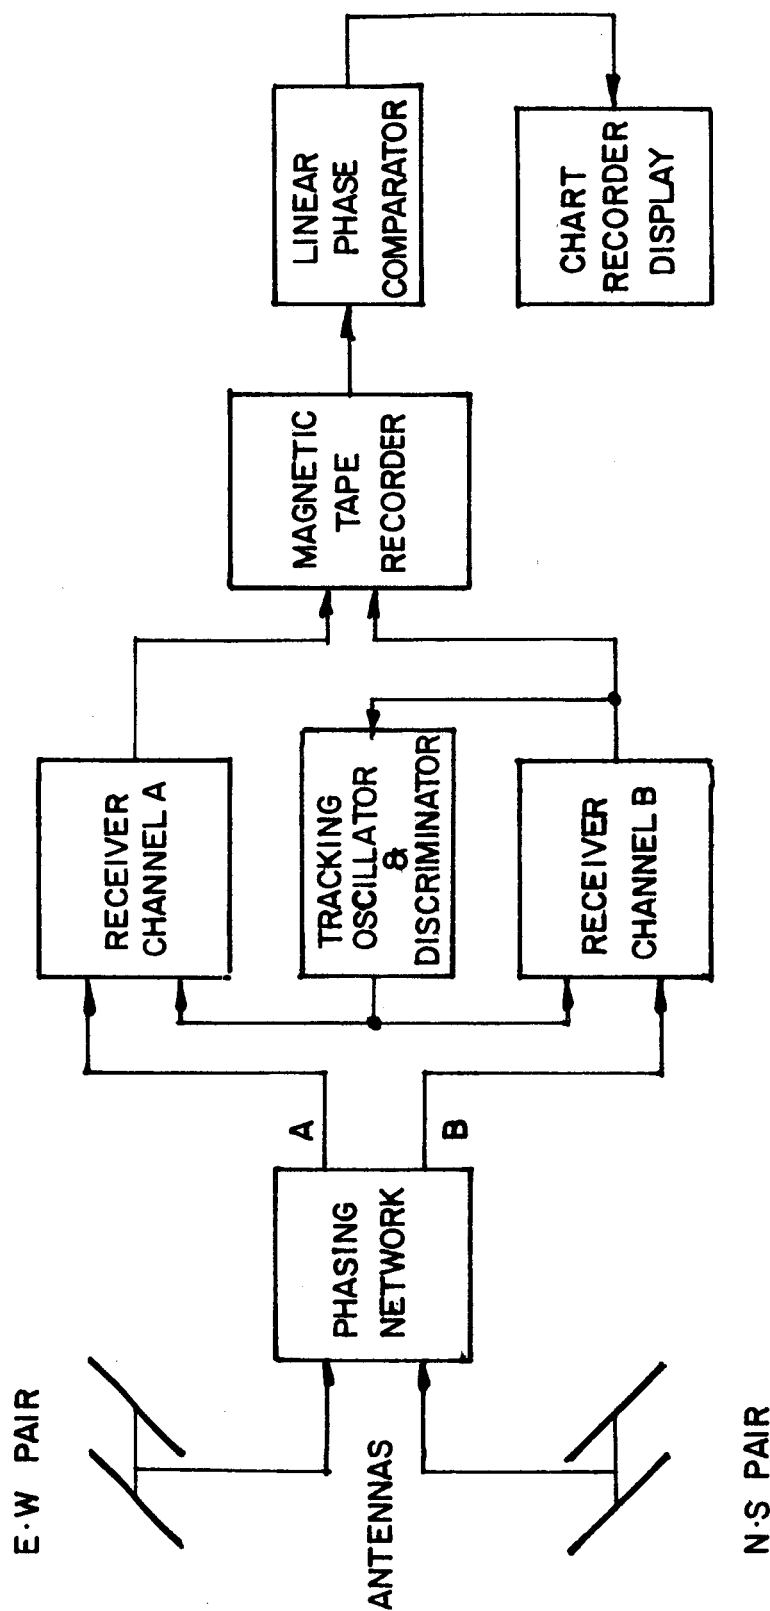 E·W PAIR
ANTENNAS
N·S PAIR
PHASING
NETWORK
A
B
RECEIVER
CHANNEL A
TRACKING
OSCILLATOR
&
DISCRIMINATOR
RECEIVER
CHANNEL B
MAGNETIC
TAPE
RECORDER
LINEAR
PHASE
COMPARATOR
CHART
RECORDER
DISPLAY